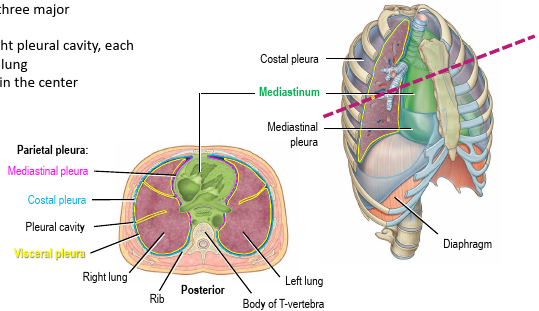 three major
ht pleural cavity, each
lung
in the center
Costal pleura
Mediastinum
Mediastinal
pleura
Diaphragm
Parietal pleura:
Mediastinal pleura
Costal pleura
Pleural cavity
Visceral pleura
Right lung
Rib
Posterior
Left lung
Body of T-vertebra